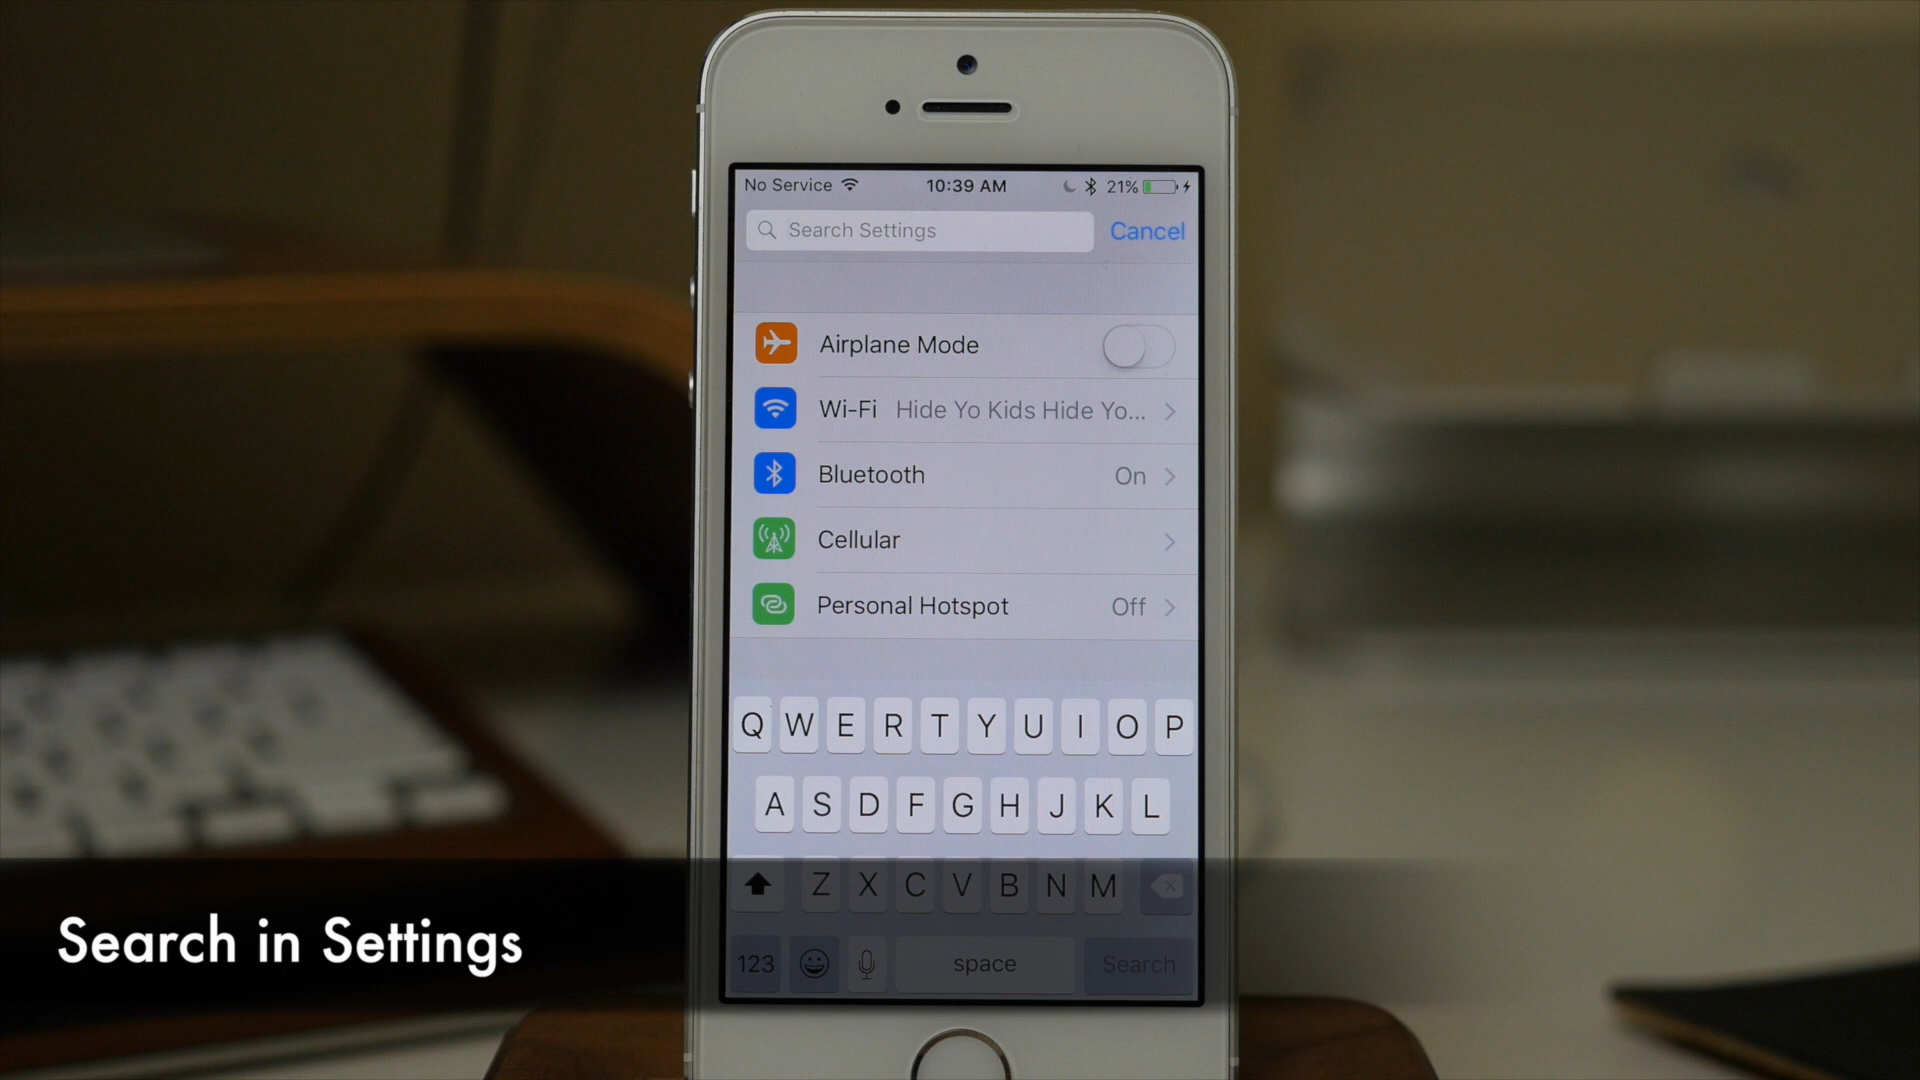 No Service 10:39 AM 21%
Search Settings Cancel
Airplane Mode
Wi-Fi Hide Yo Kids Hide Yo...
Bluetooth On
Cellular
Personal Hotspot Off
Q W E R T Y U I O P
A S D F G H J K L
Z X C V B N M
123 space Search
Search in Settings